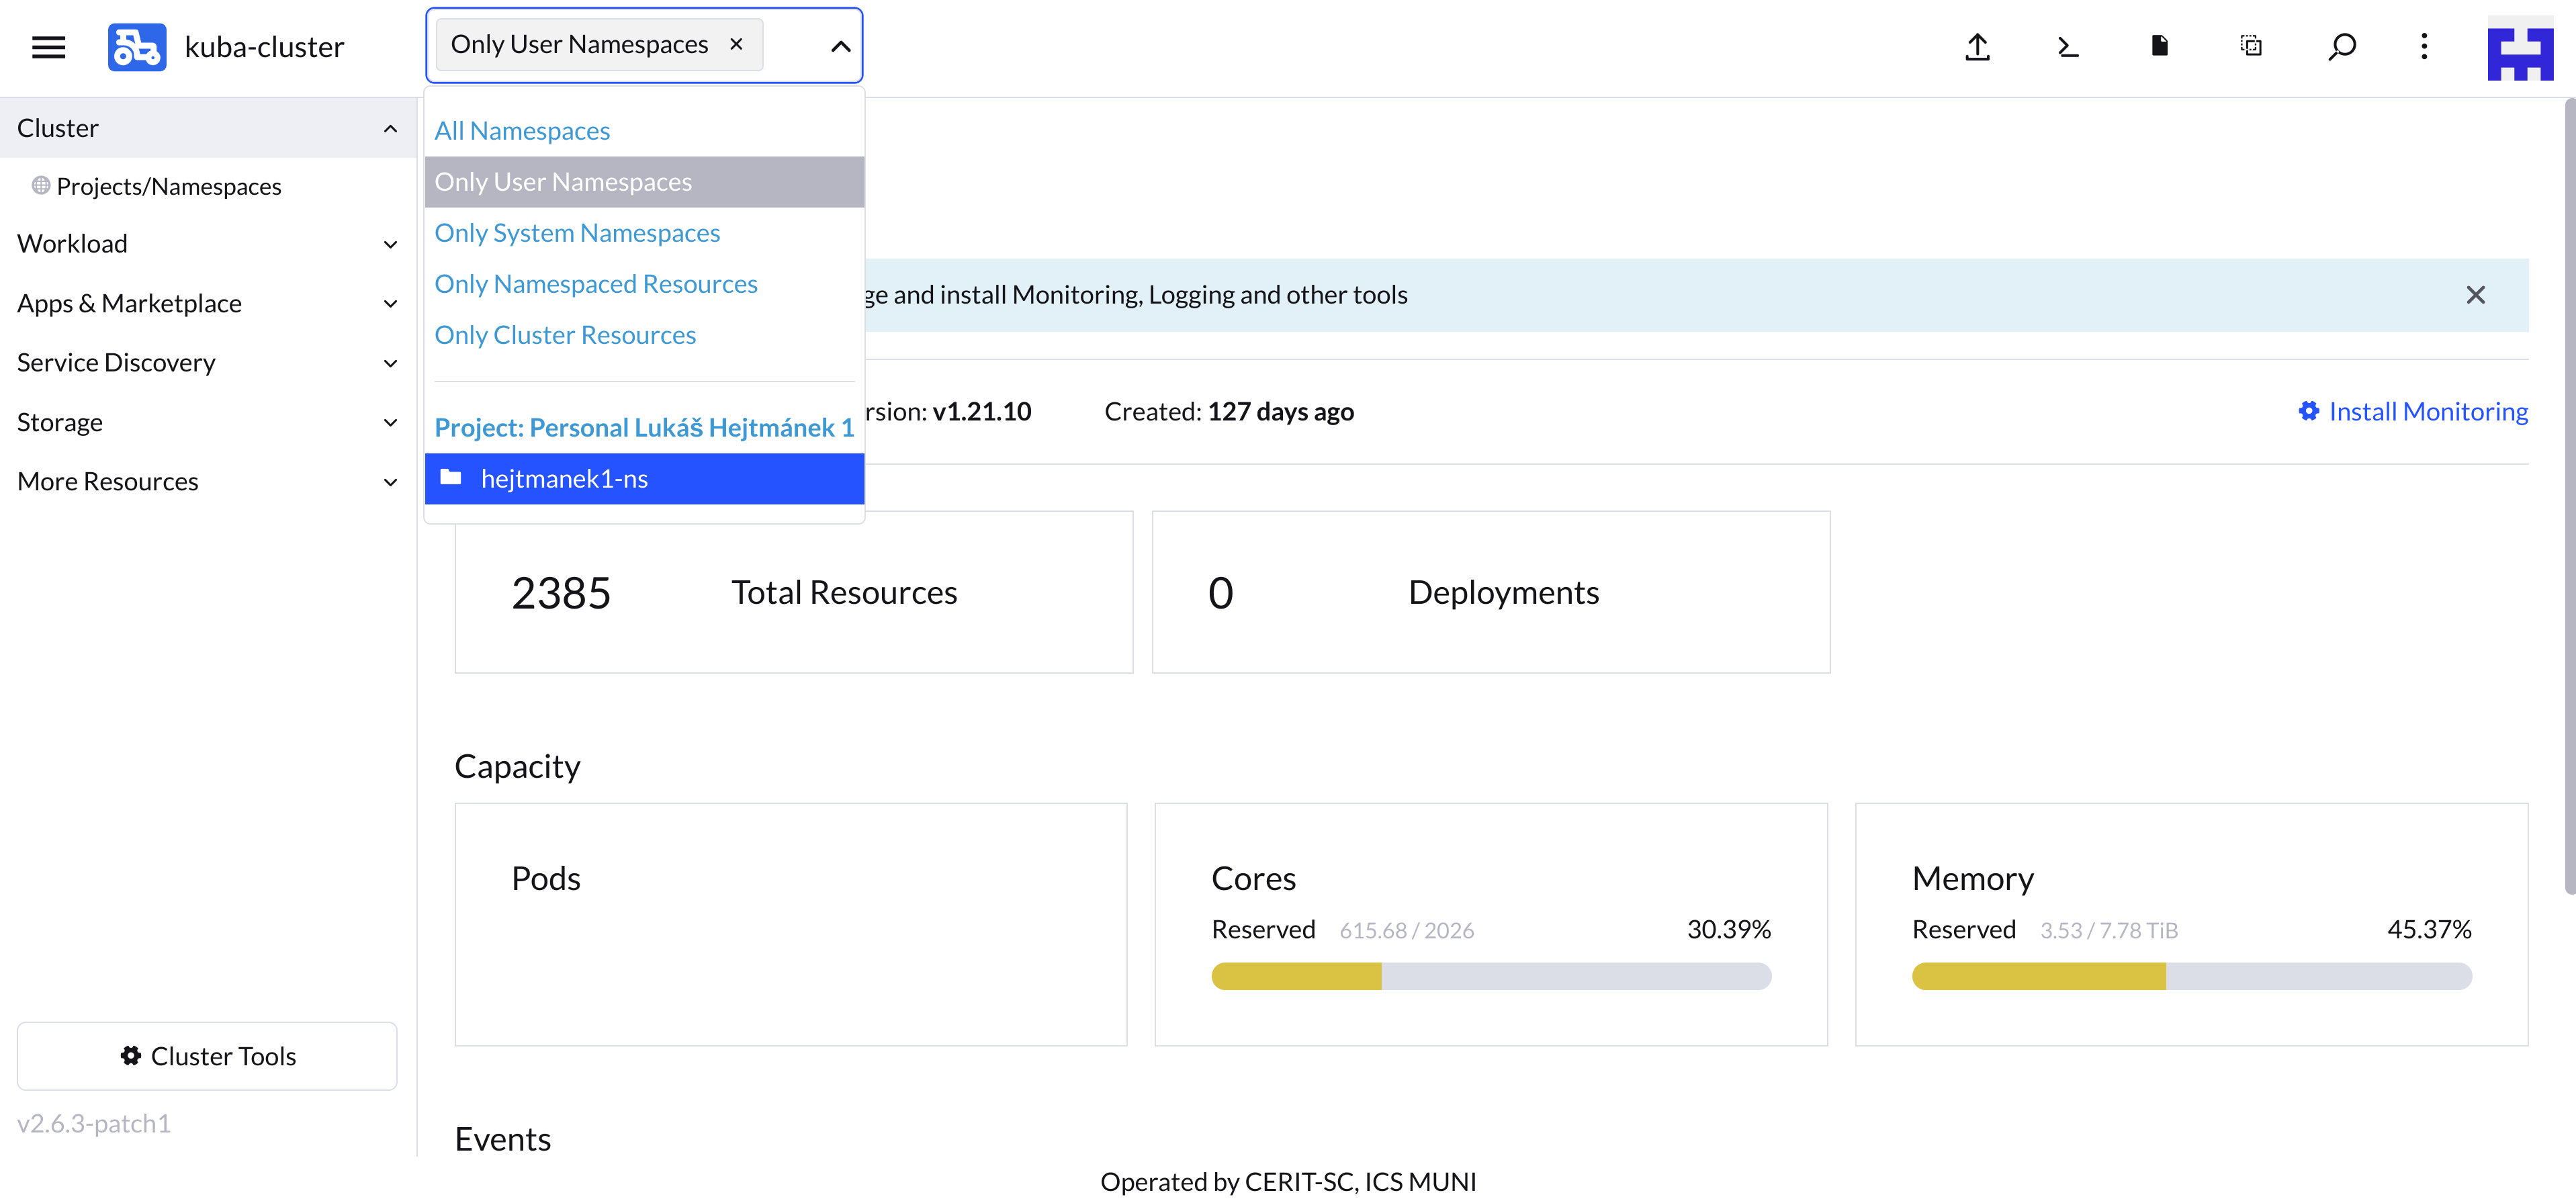 kuba-cluster
Only User Namespaces
Cluster
Projects/Namespaces
Workload
Apps & Marketplace
Service Discovery
Storage
More Resources
Cluster Tools
v2.6.3-patch1
All Namespaces
Only User Namespaces
Only System Namespaces
Only Namespaced Resources
Only Cluster Resources
Project: Personal Lukáš Hejtmánek 1
hejtmanek1-ns
and install Monitoring, Logging and other tools
v1.21.10
Created: 127 days ago
Install Monitoring
2385 Total Resources
0 Deployments
Capacity
Pods
Cores
Reserved 615.68 / 2026 30.39%
Memory
Reserved 3.53 / 7.78 TiB 45.37%
Events
Operated by CERIT-SC, ICS MUNI